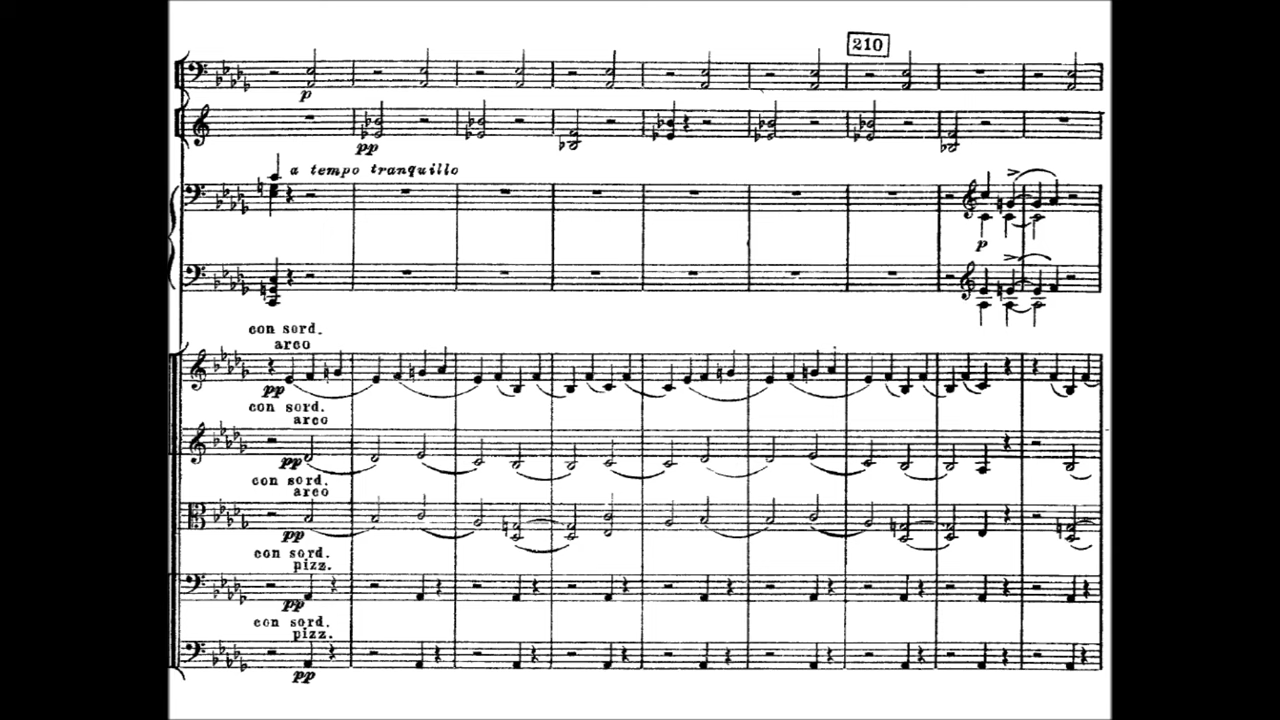 210
p
pp
a tempo tranquillo
p
con sord.
arco
pp
con sord.
arco
pp
con sord.
arco
pp
con sord.
pizz.
pp
con sord.
pizz.
pp